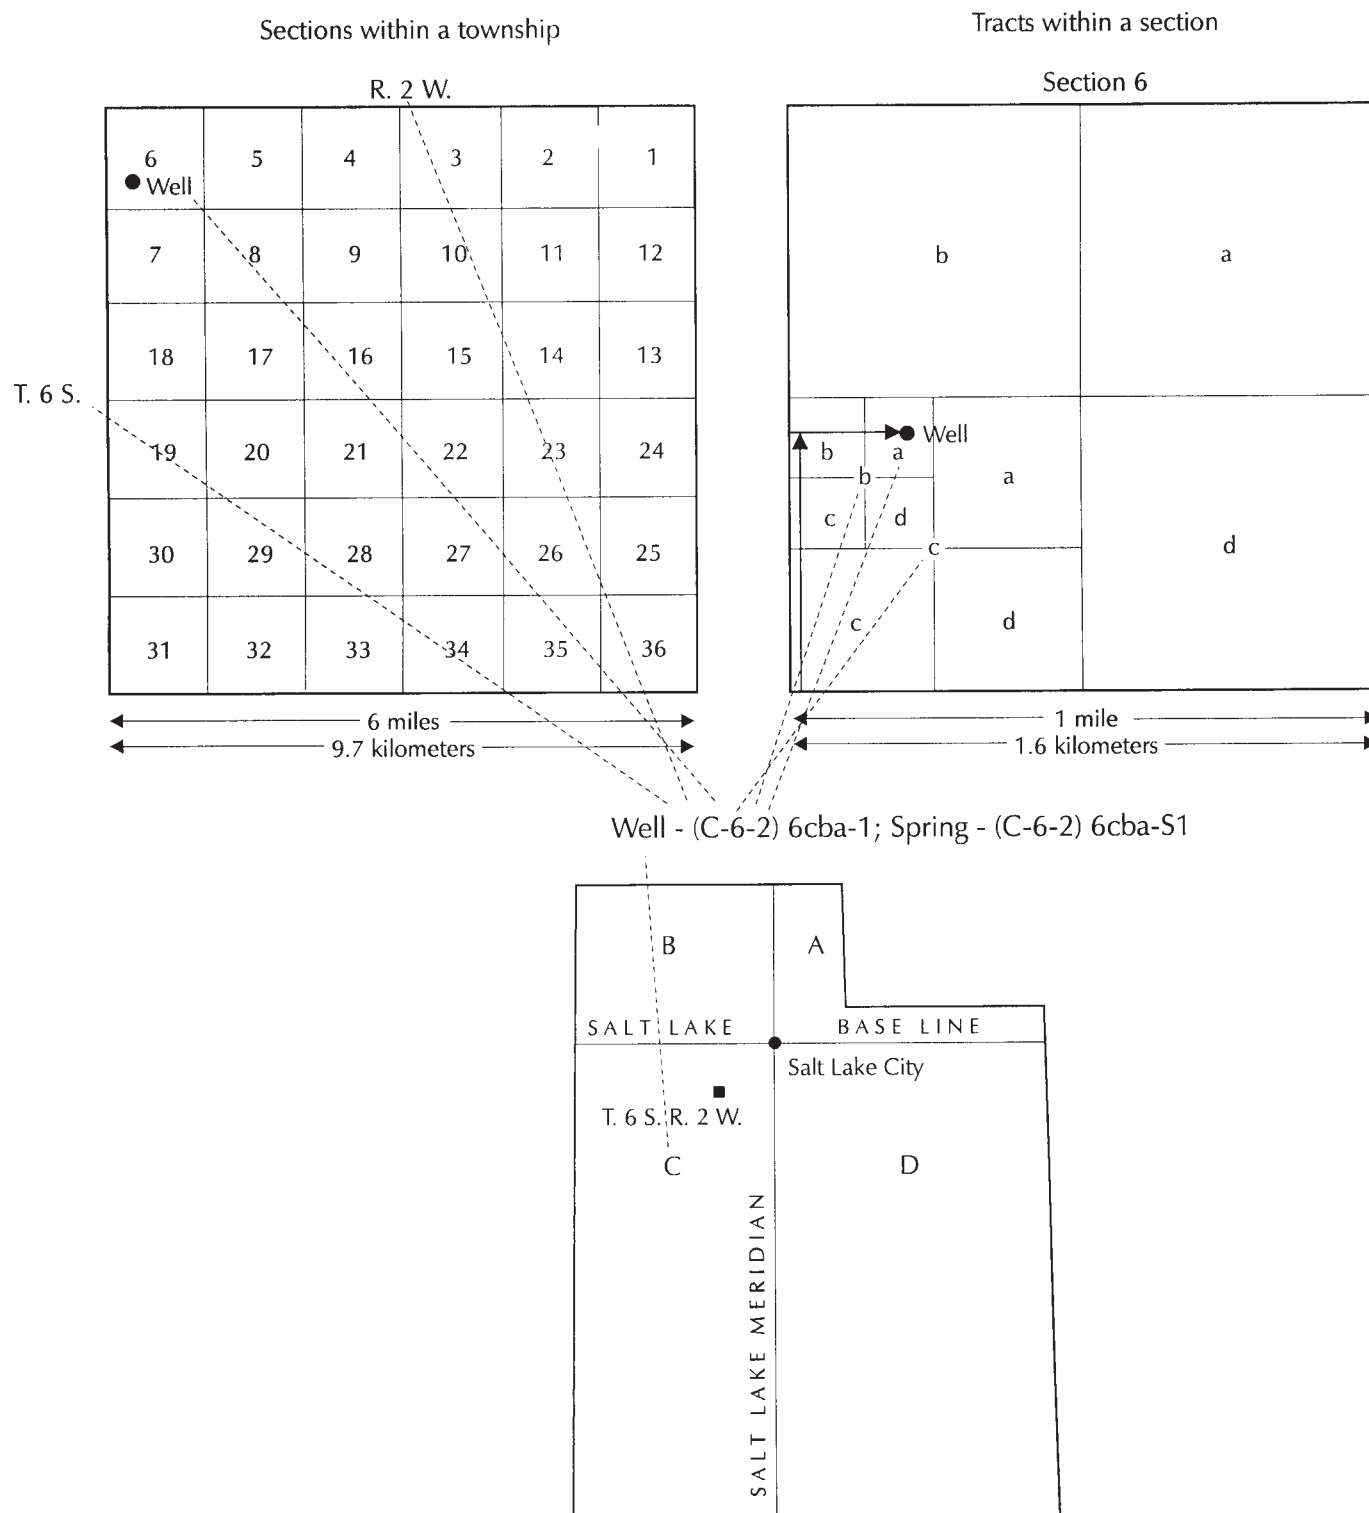 Sections within a township
Tracts within a section
R. 2 W.
Section 6
6 5 4 3 2 1
Well
7 8 9 10 11 12
18 17 16 15 14 13
T. 6 S.
19 20 21 22 23 24
30 29 28 27 26 25
31 32 33 34 35 36
6 miles
9.7 kilometers
b a
Well
b a
b a
c d
c d
c d
1 mile
1.6 kilometers
Well - (C-6-2) 6cba-1; Spring - (C-6-2) 6cba-S1
B A
SALT LAKE BASE LINE
Salt Lake City
T. 6 S. R. 2 W.
C D
SALT LAKE MERIDIAN